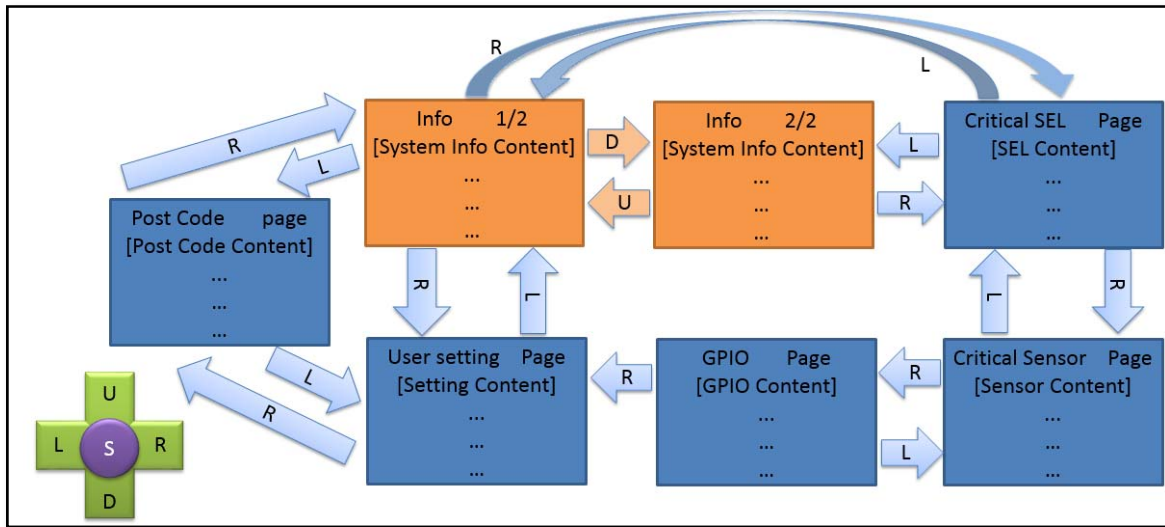 R
L
Info 1/2
[System Info Content]
...
...
...
D
U
Info 2/2
[System Info Content]
...
...
...
L
R
Critical SEL Page
[SEL Content]
...
...
...
R
L
Post Code page
[Post Code Content]
...
...
...
R
L
L
R
R
L
User setting Page
[Setting Content]
...
...
...
R
GPIO Page
[GPIO Content]
...
...
...
R
L
Critical Sensor Page
[Sensor Content]
...
...
...
L
R
U
L S R
D